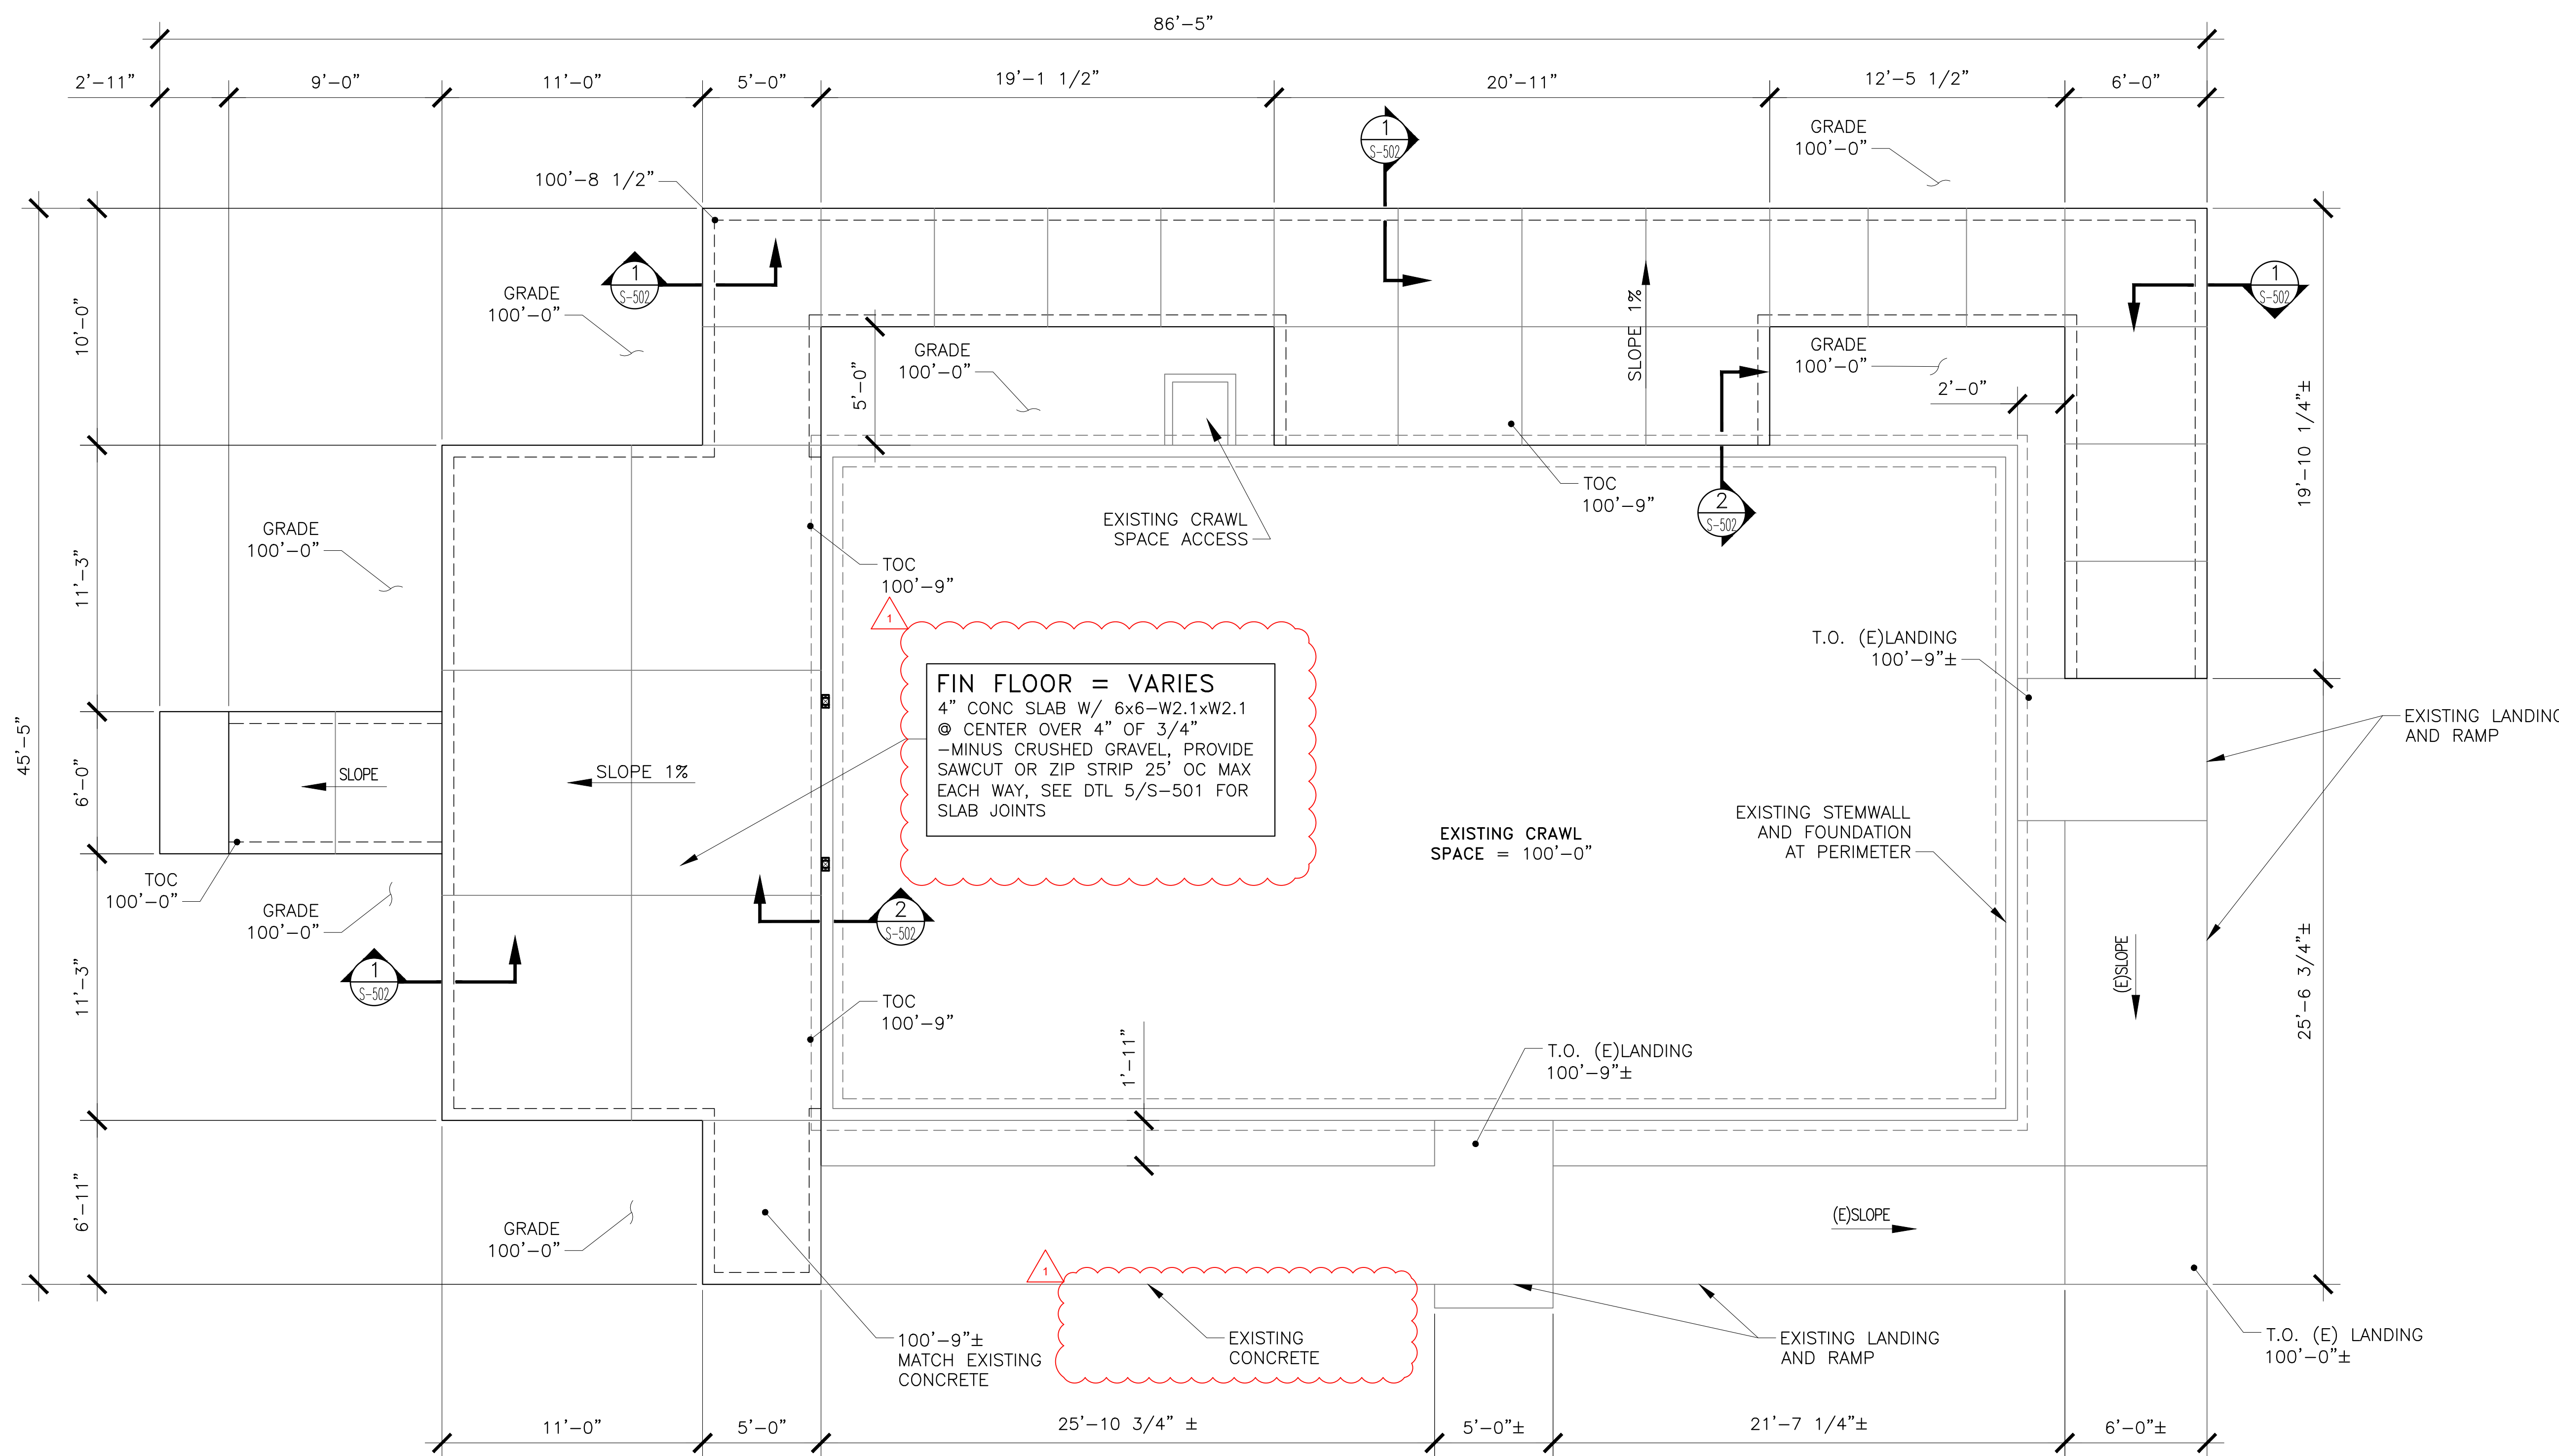 86'-5"
2'-11"
9'-0"
11'-0"
5'-0"
19'-1 1/2"
20'-11"
12'-5 1/2"
6'-0"
GRADE
100'-0"
1
S-502
100'-8 1/2"
1
S-502
GRADE
100'-0"
1
S-502
10'-0"
GRADE
100'-0"
5'-0"
SLOPE 1%
GRADE
100'-0"
2'-0"
19'-10 1/4"±
TOC
100'-9"
2
S-502
EXISTING CRAWL
SPACE ACCESS
GRADE
100'-0"
11'-3"
TOC
100'-9"
1
T.O. (E)LANDING
100'-9"±
EXISTING LANDING
AND RAMP
FIN FLOOR = VARIES
4" CONC SLAB W/ 6x6-W2.1xW2.1
@ CENTER OVER 4" OF 3/4"
-MINUS CRUSHED GRAVEL, PROVIDE
SAWCUT OR ZIP STRIP 25' OC MAX
EACH WAY, SEE DTL 5/S-501 FOR
SLAB JOINTS
45'-5"
6'-0"
SLOPE
SLOPE 1%
EXISTING CRAWL
SPACE = 100'-0"
EXISTING STEMWALL
AND FOUNDATION
AT PERIMETER
TOC
100'-0"
GRADE
100'-0"
2
S-502
1
S-502
11'-3"
(E)SLOPE
25'-6 3/4"±
TOC
100'-9"
1'-11"
T.O. (E)LANDING
100'-9"±
6'-11"
GRADE
100'-0"
(E)SLOPE
1
100'-9"±
MATCH EXISTING
CONCRETE
EXISTING
CONCRETE
EXISTING LANDING
AND RAMP
T.O. (E) LANDING
100'-0"±
11'-0"
5'-0"
25'-10 3/4" ±
5'-0"±
21'-7 1/4"±
6'-0"±